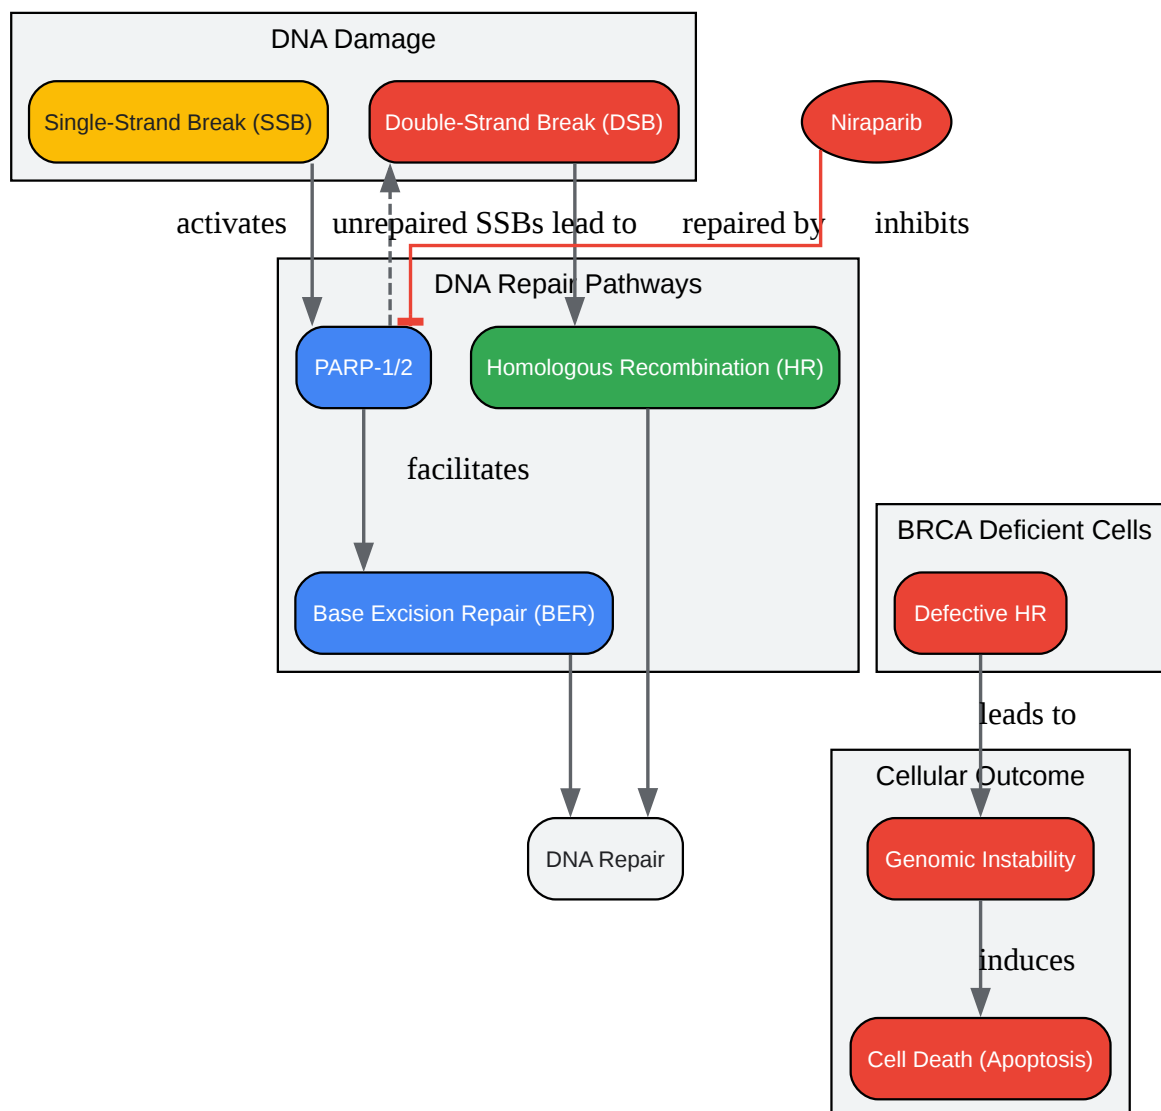 DNA Damage
Single-Strand Break (SSB)
Double-Strand Break (DSB)
Niraparib
activates
unrepaired SSBs lead to
repaired by
inhibits
DNA Repair Pathways
PARP-1/2
Homologous Recombination (HR)
facilitates
BRCA Deficient Cells
Base Excision Repair (BER)
Defective HR
leads to
Cellular Outcome
DNA Repair
Genomic Instability
induces
Cell Death (Apoptosis)